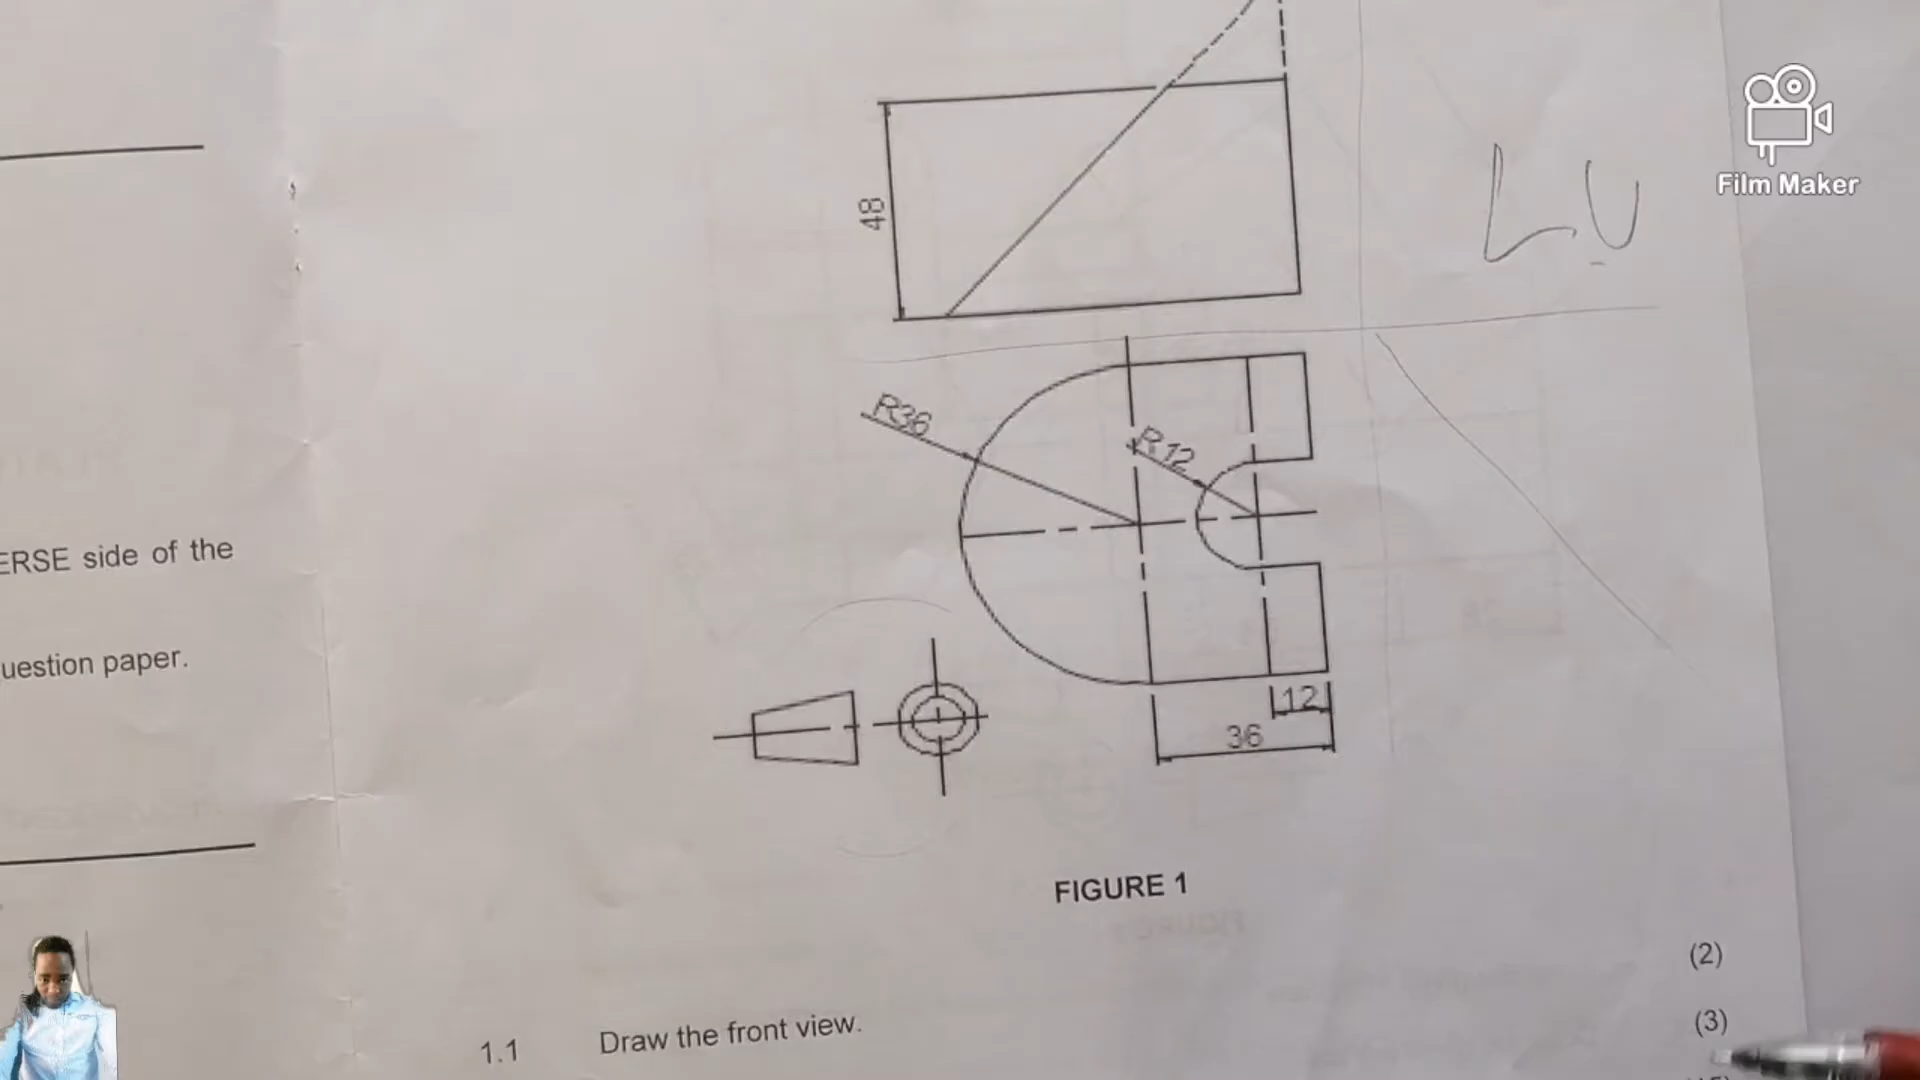 Film Maker
48
LU
R36
R12
ERSE side of the
uestion paper.
12
36
FIGURE 1
(2)
1.1 Draw the front view.
(3)